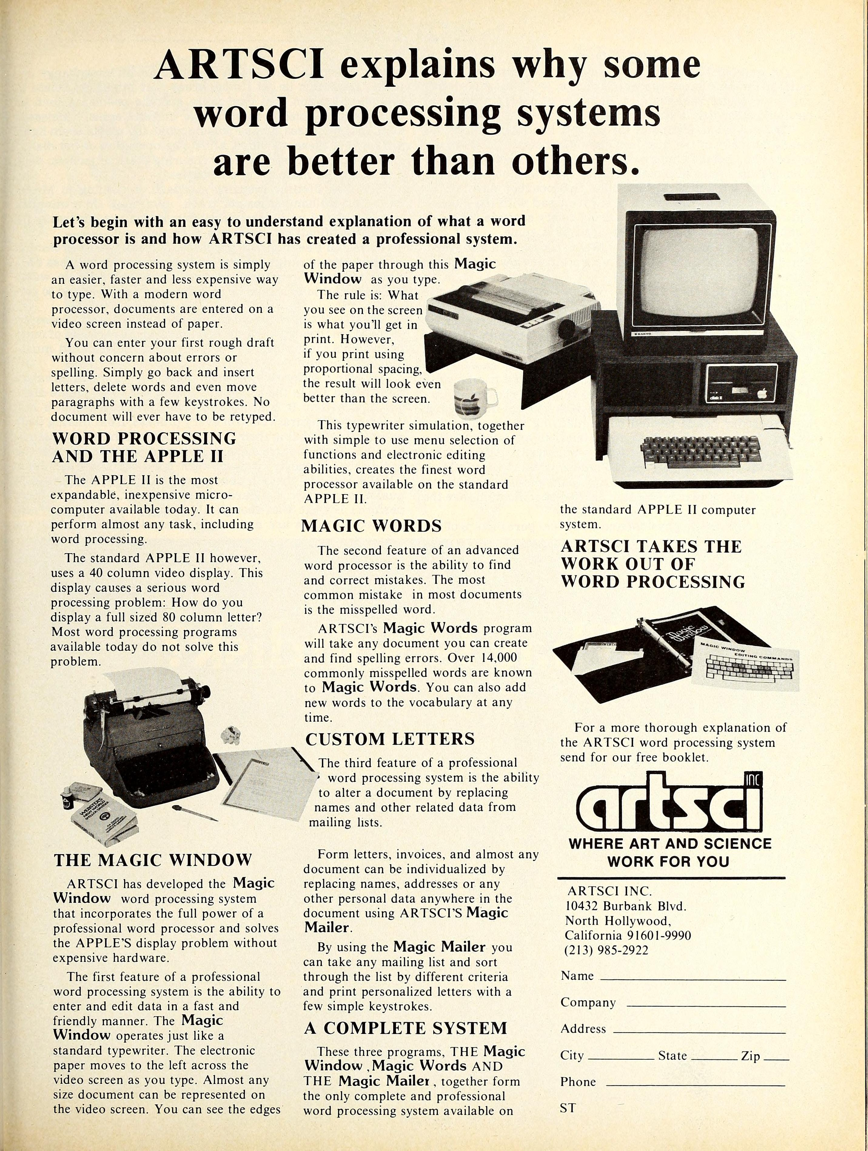 ARTSCI explains why some
word processing systems
are better than others.
Let's begin with an easy to understand explanation of what a word
processor is and how ARTSCI has created a professional system.
A word processing system is simply
an easier, faster and less expensive way
to type. With a modern word
processor, documents are entered on a
video screen instead of paper.
You can enter your first rough draft
without concern about errors or
spelling. Simply go back and insert
letters, delete words and even move
paragraphs with a few keystrokes. No
document will ever have to be retyped.
WORD PROCESSING
AND THE APPLE II
The APPLE II is the most
expandable, inexpensive micro-
computer available today. It can
perform almost any task, including
word processing.
The standard APPLE II however,
uses a 40 column video display. This
display causes a serious word
processing problem: How do you
display a full sized 80 column letter?
Most word processing programs
available today do not solve this
problem.
THE MAGIC WINDOW
ARTSCI has developed the Magic
Window word processing system
that incorporates the full power of a
professional word processor and solves
the APPLE'S display problem without
expensive hardware.
The first feature of a professional
word processing system is the ability to
enter and edit data in a fast and
friendly manner. The Magic
Window operates just like a
standard typewriter. The electronic
paper moves to the left across the
video screen as you type. Almost any
size document can be represented on
the video screen. You can see the edges
of the paper through this Magic
Window as you type.
The rule is: What
you see on the screen
is what you'll get in
print. However,
if you print using
proportional spacing,
the result will look even
better than the screen.
This typewriter simulation, together
with simple to use menu selection of
functions and electronic editing
abilities, creates the finest word
processor available on the standard
APPLE II.
MAGIC WORDS
The second feature of an advanced
word processor is the ability to find
and correct mistakes. The most
common mistake in most documents
is the misspelled word.
ARTSCI's Magic Words program
will take any document you can create
and find spelling errors. Over 14,000
commonly misspelled words are known
to Magic Words. You can also add
new words to the vocabulary at any
time.
CUSTOM LETTERS
The third feature of a professional
word processing system is the ability
to alter a document by replacing
names and other related data from
mailing lists.
Form letters, invoices, and almost any
document can be individualized by
replacing names, addresses or any
other personal data anywhere in the
document using ARTSCI'S Magic
Mailer.
By using the Magic Mailer you
can take any mailing list and sort
through the list by different criteria
and print personalized letters with a
few simple keystrokes.
A COMPLETE SYSTEM
These three programs, THE Magic
Window, Magic Words AND
THE Magic Mailer, together form
the only complete and professional
word processing system available on
the standard APPLE II computer
system.
ARTSCI TAKES THE
WORK OUT OF
WORD PROCESSING
Magic
Window
MAGIC WINDOW
EDITING COMMANDS
For a more thorough explanation of
the ARTSCI word processing system
send for our free booklet.
artsci INC
WHERE ART AND SCIENCE
WORK FOR YOU
ARTSCI INC.
10432 Burbank Blvd.
North Hollywood,
California 91601-9990
(213) 985-2922
Name
Company
Address
City State Zip
Phone
ST